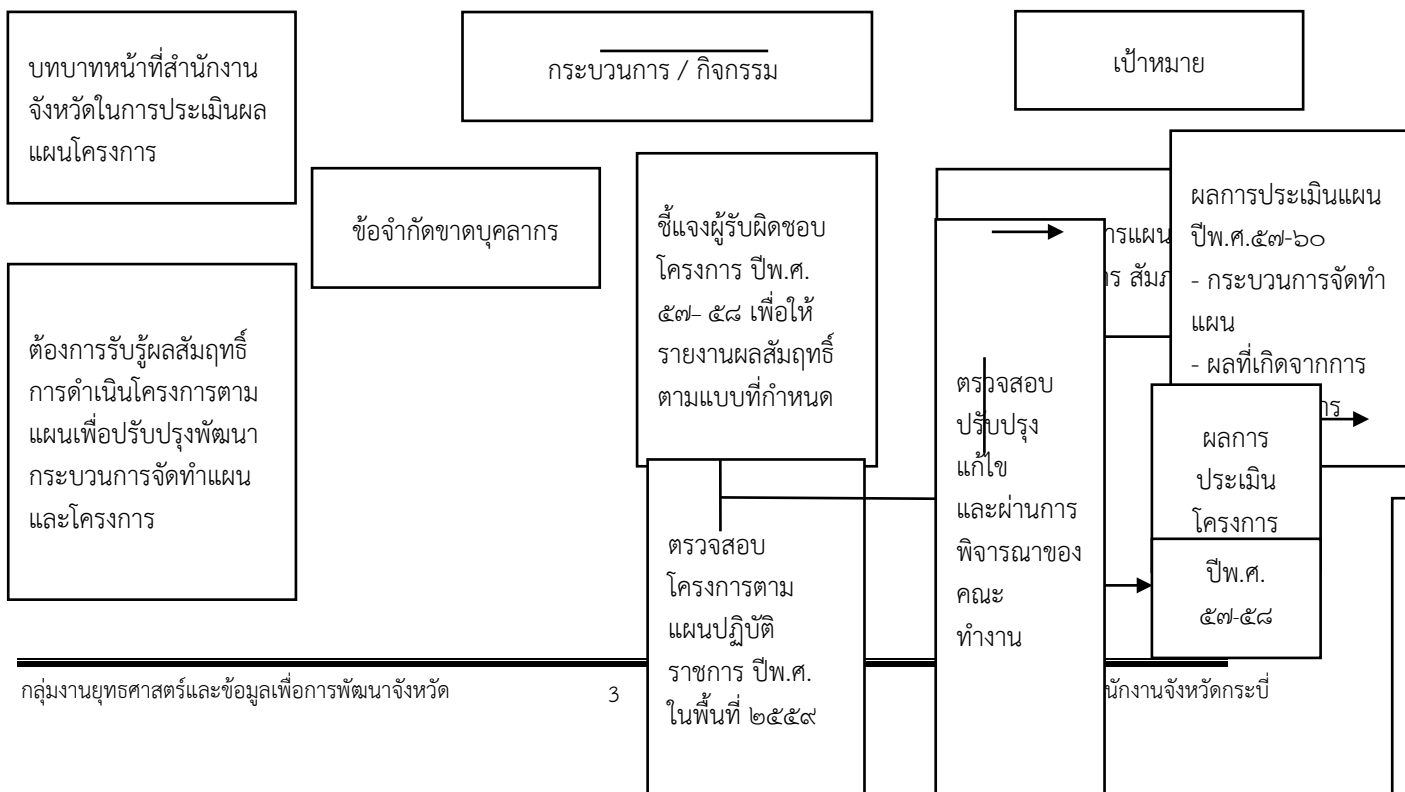 บทบาทหน้าที่สำนักงาน
จังหวัดในการประเมินผล
แผนโครงการ
กระบวนการ / กิจกรรม
เป้าหมาย
ข้อจำกัดขาดบุคลากร
ต้องการรับรู้ผลสัมฤทธิ์
การดำเนินโครงการตาม
แผนเพื่อปรับปรุงพัฒนา
กระบวนการจัดทำแผน
และโครงการ
ชี้แจงผู้รับผิดชอบ
โครงการ ปีพ.ศ.
๕๗– ๕๘ เพื่อให้
รายงานผลสัมฤทธิ์
ตามแบบที่กำหนด
ตรวจสอบ
โครงการตาม
แผนปฏิบัติ
ราชการ ปีพ.ศ.
ในพื้นที่ ๒๕๕๙
ตรวจสอบ
ปรับปรุง
แก้ไข
และผ่านการ
พิจารณาของ
คณะ
ทำงาน
ผลการประเมินแผน
ปีพ.ศ.๕๗-๖๐
- กระบวนการจัดทำ
แผน
- ผลที่เกิดจากการ
ผลการ
ประเมิน
โครงการ
ปีพ.ศ.
๕๗-๕๘
กลุ่มงานยุทธศาสตร์และข้อมูลเพื่อการพัฒนาจังหวัด
3
นักงานจังหวัดกระบี่